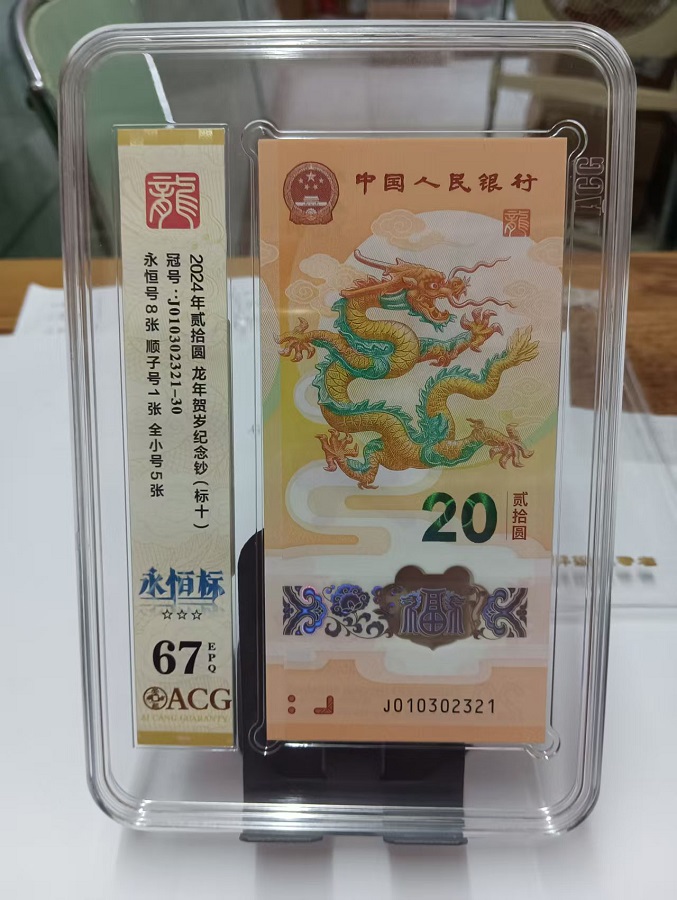 龍
2024年贰拾圆 龙年贺岁纪念钞(标十)
冠号:J010302321-30
永恒号8张 顺子号1张 全小号5张
永恒标
☆☆☆
67 EPQ
ACG
中国人民银行
龍
20
贰拾圆
福
J010302321
ACG